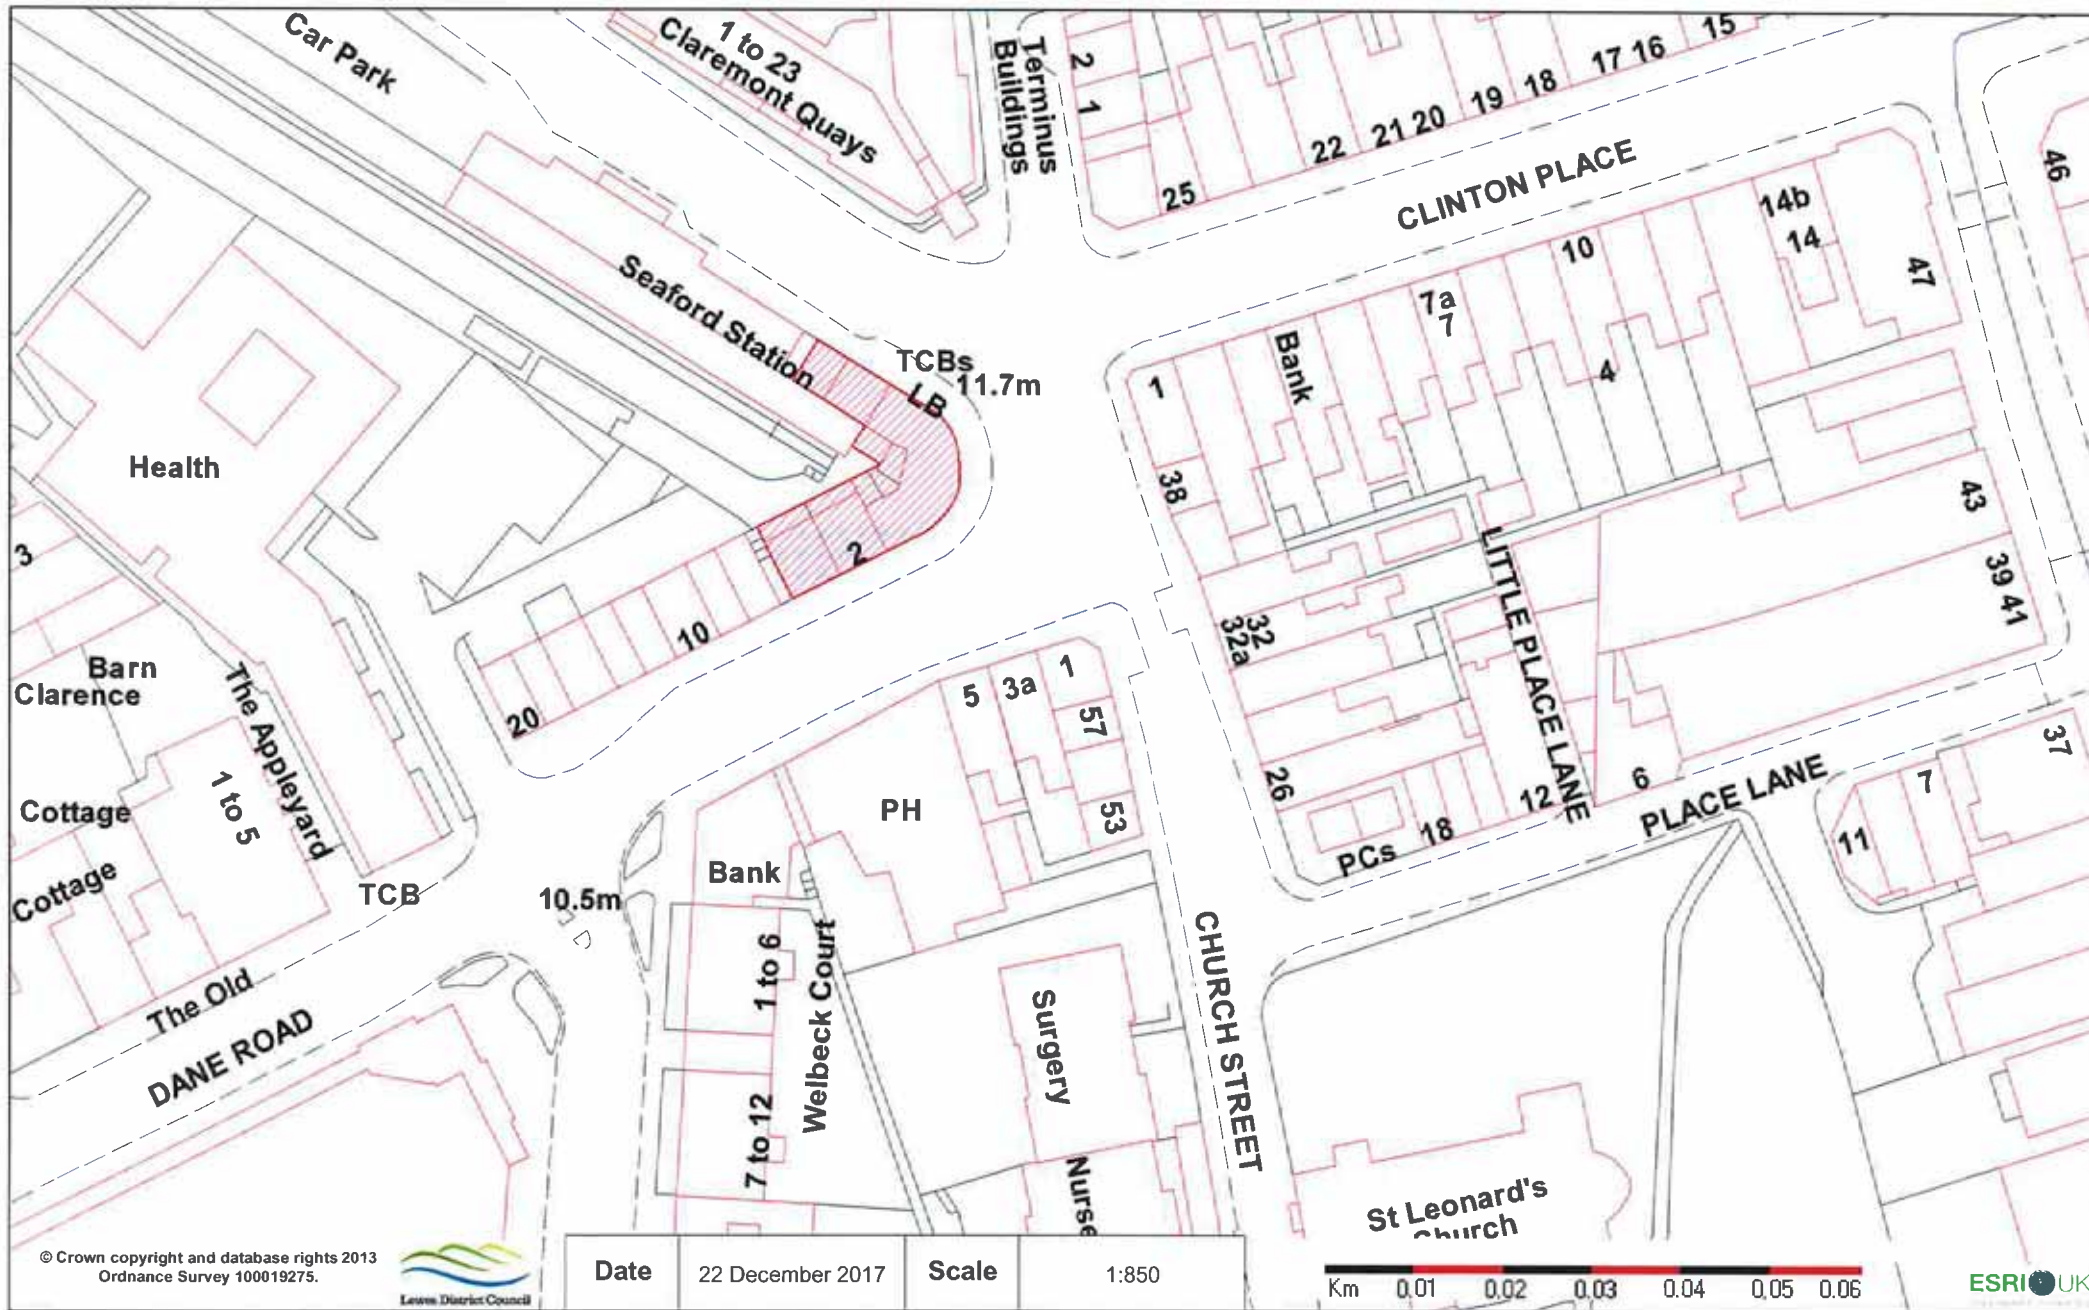 Car Park
1 to 23
Claremont Quays
Terminus
Buildings
2
1
25
22
21 20
19
18
17 16
15
CLINTON PLACE
46
Seaford Station
TCBs
LB
11.7m
1
38
Bank
7a
7
10
4
14b
14
47
43
39 41
Health
3
2
10
20
Barn
Clarence
The Appleyard
1 to 5
Cottage
Cottage
TCB
The Old
DANE ROAD
10.5m
5
3a
1
57
53
PH
Bank
1 to 6
7 to 12
Welbeck Court
Surgery
Nurse
CHURCH STREET
32
32a
26
PCs
18
12
6
LITTLE PLACE LANE
PLACE LANE
11
7
37
St Leonard's
Church
© Crown copyright and database rights 2013
Ordnance Survey 100019275.
Lewes District Council
Date
22 December 2017
Scale
1:850
Km 0.01 0.02 0.03 0.04 0.05 0.06
ESRI UK